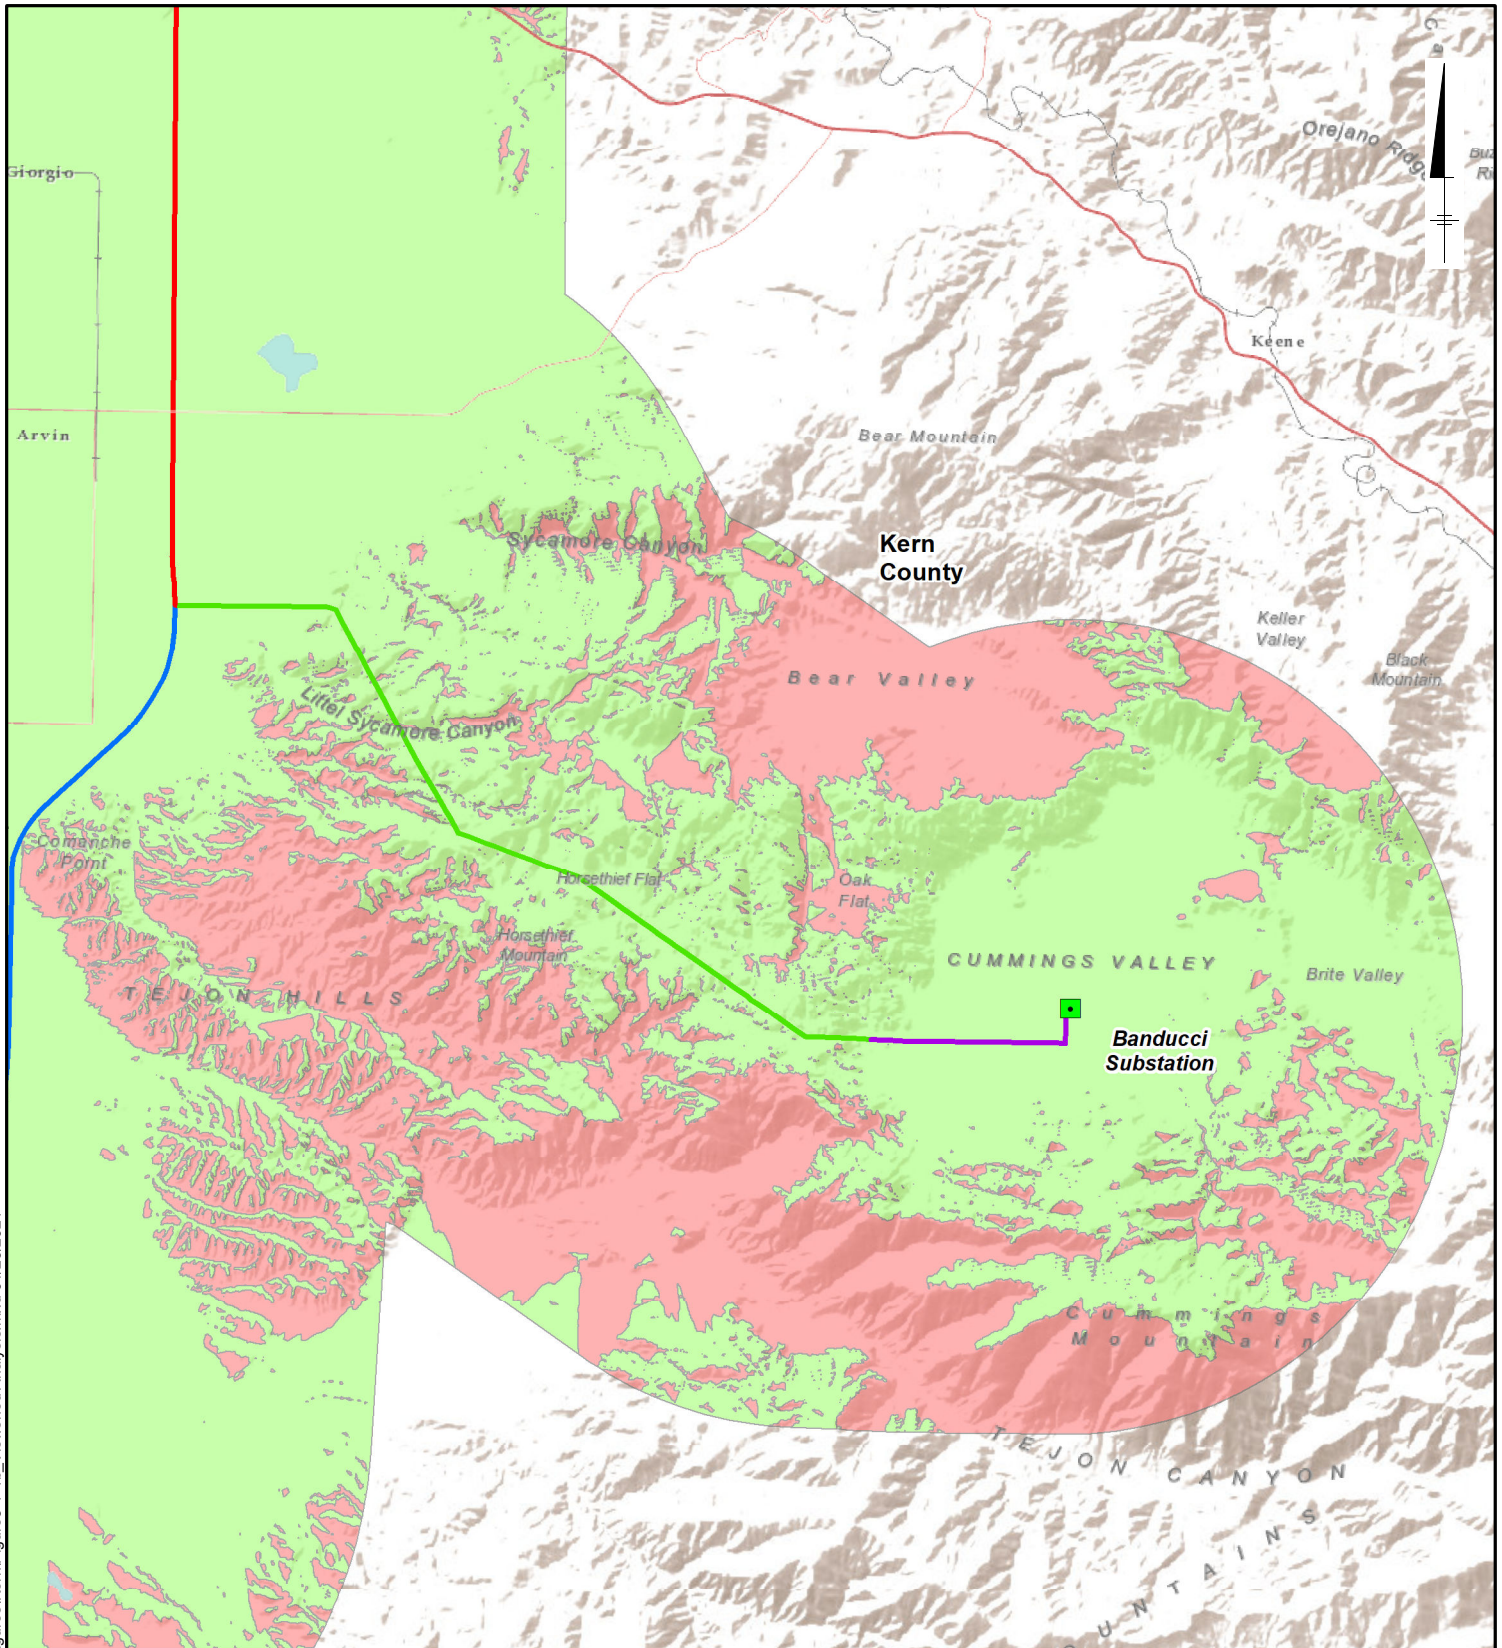 Orejano Ridge
Giorgio
Keene
Arvin
Bear Mountain
Sycamore Canyon
Kern
County
Keller
Valley
Black
Mountain
Bear Valley
Littel Sycamore Canyon
Comanche
Point
Horsethief Flat
Oak
Flat
Horsethief
Mountain
CUMMINGS VALLEY
Brite Valley
TEJON HILLS
Banducci
Substation
Cummings
Mountain
TEJON CANYON